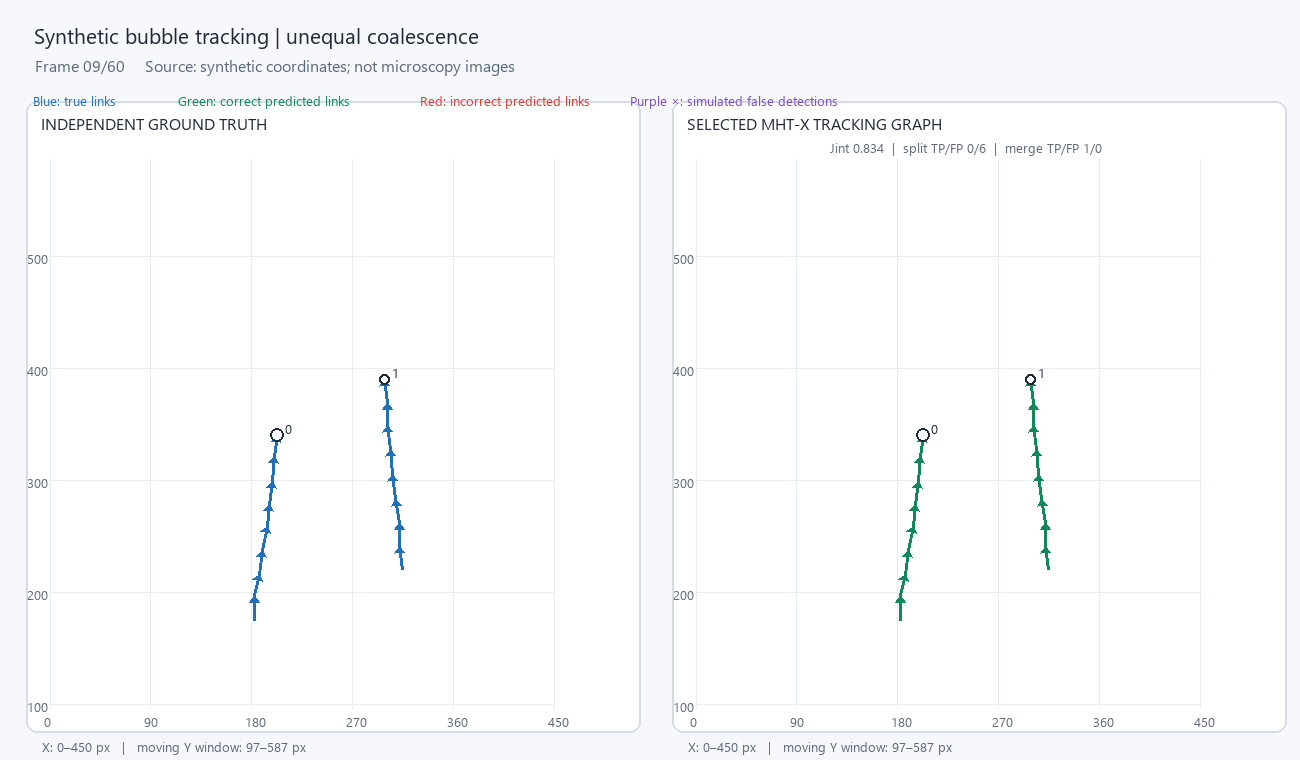 Synthetic bubble tracking | unequal coalescence
Frame 09/60 Source: synthetic coordinates; not microscopy images
Blue: true links Green: correct predicted links Red: incorrect predicted links Purple ×: simulated false detections
INDEPENDENT GROUND TRUTH
500
400
300
200
100
0 90 180 270 360 450
1
0
X: 0–450 px | moving Y window: 97–587 px
SELECTED MHT-X TRACKING GRAPH
Jint 0.834 | split TP/FP 0/6 | merge TP/FP 1/0
500
400
300
200
100
0 90 180 270 360 450
1
0
X: 0–450 px | moving Y window: 97–587 px